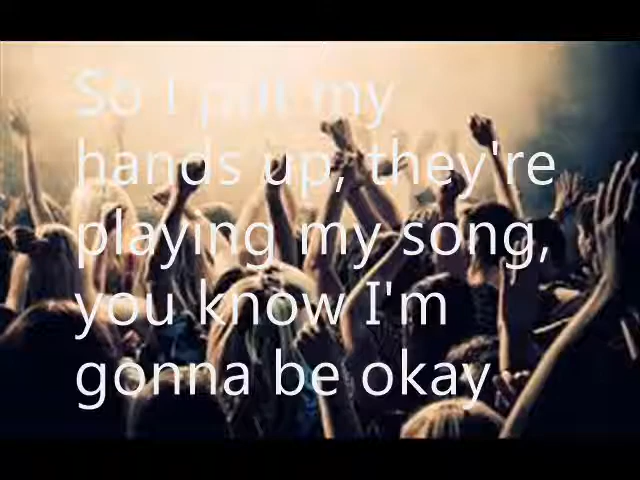 So I put my
hands up, they're
playing my song,
you know I'm
gonna be okay